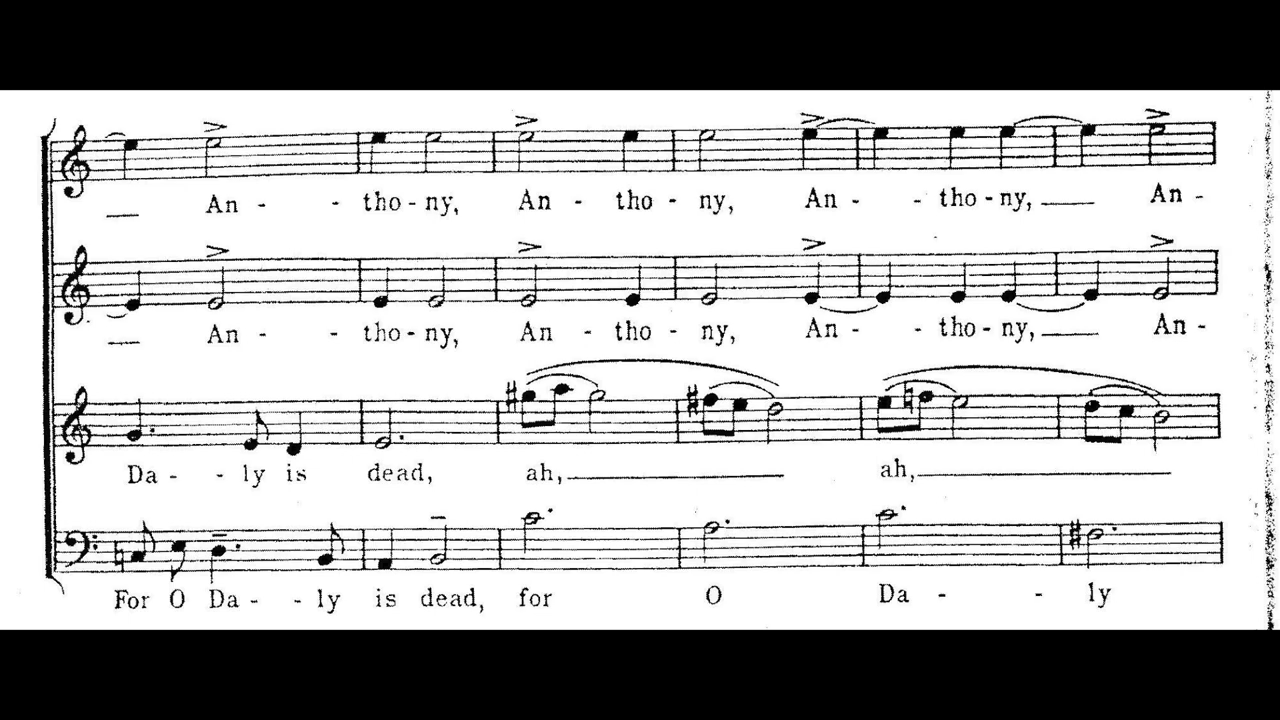 An - - tho - ny, An - tho - ny, An - - tho - ny, An -
An - - tho - ny, An - tho - ny, An - - tho - ny, An -
Da - - ly is dead, ah, ah,
For O Da - - ly is dead, for O Da - - ly